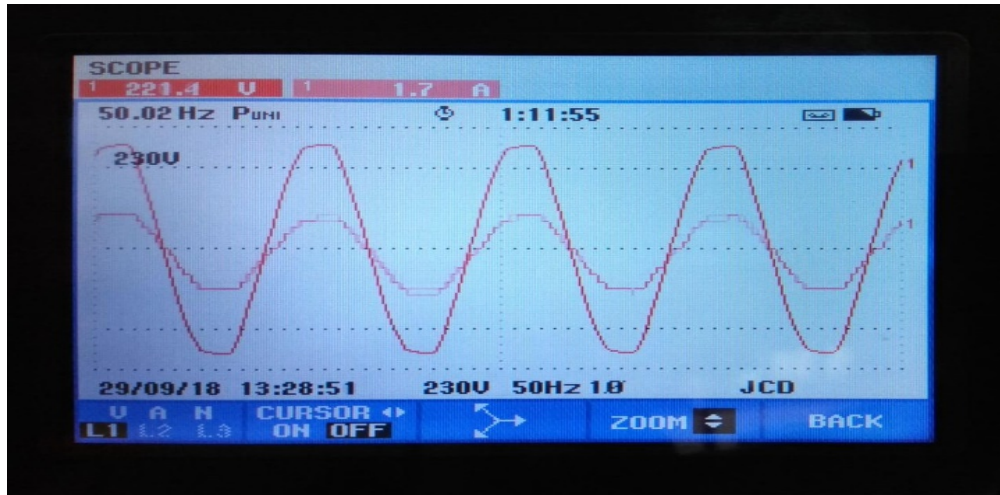 SCOPE
1 221.4 V 1 1.7 A
50.02 Hz PUNI 1:11:55
230V
1
1
29/09/18 13:28:51 230V 50Hz 1Ø JCD
V A N CURSOR
L1 L2 L3 ON OFF ZOOM BACK